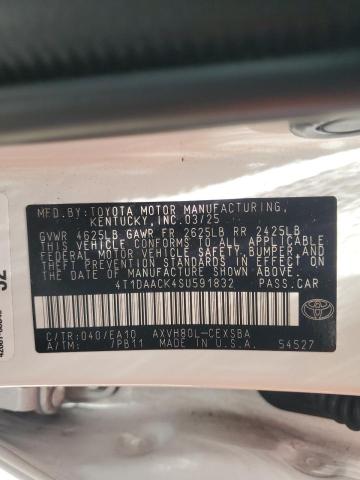 MFD.BY:TOYOTA MOTOR MANUFACTURING,
KENTUCKY, INC.03/25
GVWR 4625LB GAWR FR 2625LB RR 2425LB
THIS VEHICLE CONFORMS TO ALL APPLICABLE
FEDERAL MOTOR VEHICLE SAFETY, BUMPER, AND
THEFT PREVENTION STANDARDS IN EFFECT ON
THE DATE OF MANUFACTURE SHOWN ABOVE.
4T1DAACK4SU591832 PASS.CAR
C/TR:040/EA10 AXVH80L-CEXSBA
A/TM: 7PB11 MADE IN U.S.A. 54527
TOYOTA